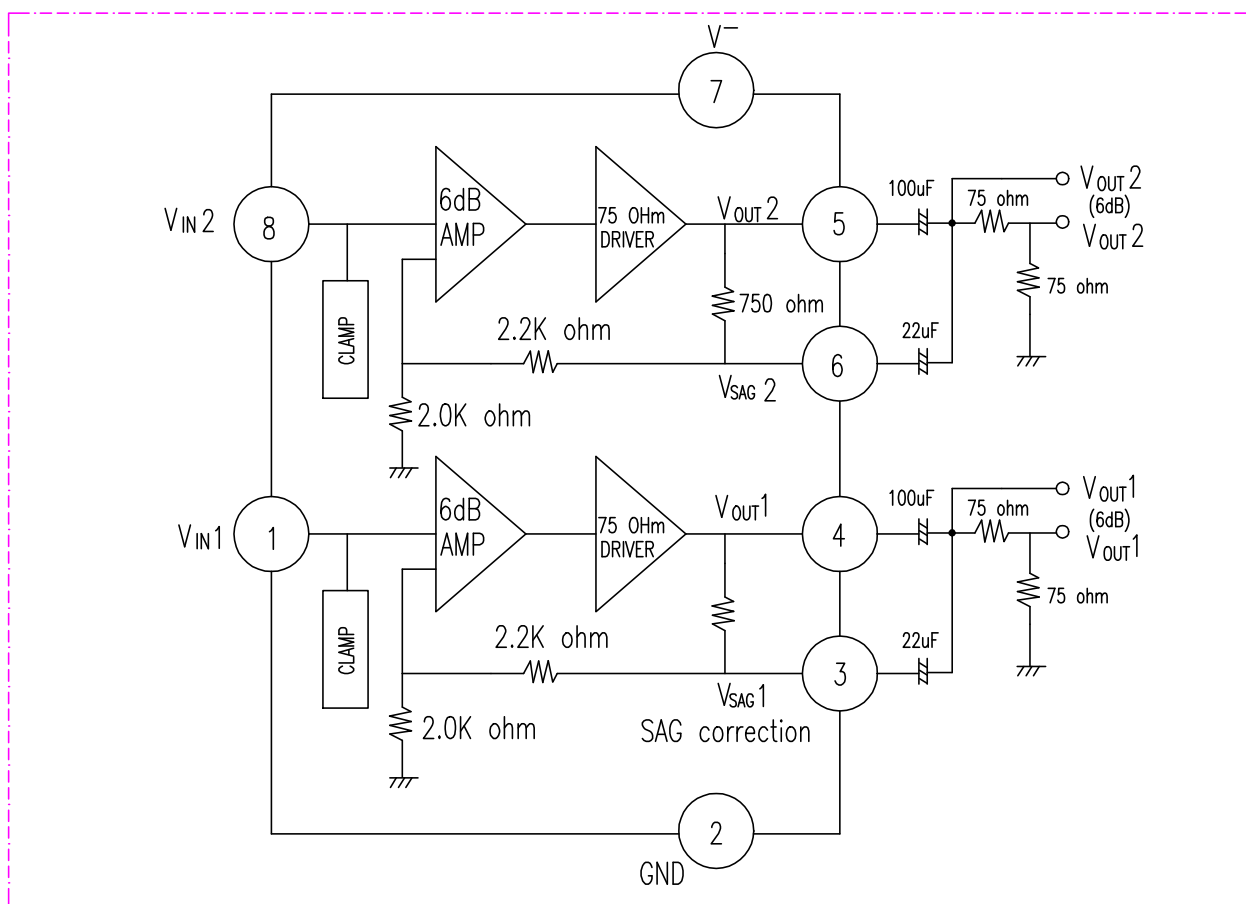 V–
7
VIN 2
8
6dB
AMP
75 OHm
DRIVER
VOUT 2
5
100uF
75 ohm
VOUT 2
(6dB)
VOUT 2
75 ohm
750 ohm
CLAMP
2.2K ohm
22uF
6
VSAG 2
2.0K ohm
VIN 1
1
6dB
AMP
75 OHm
DRIVER
VOUT 1
4
100uF
75 ohm
VOUT 1
(6dB)
VOUT 1
75 ohm
CLAMP
2.2K ohm
22uF
3
VSAG 1
2.0K ohm
SAG correction
2
GND